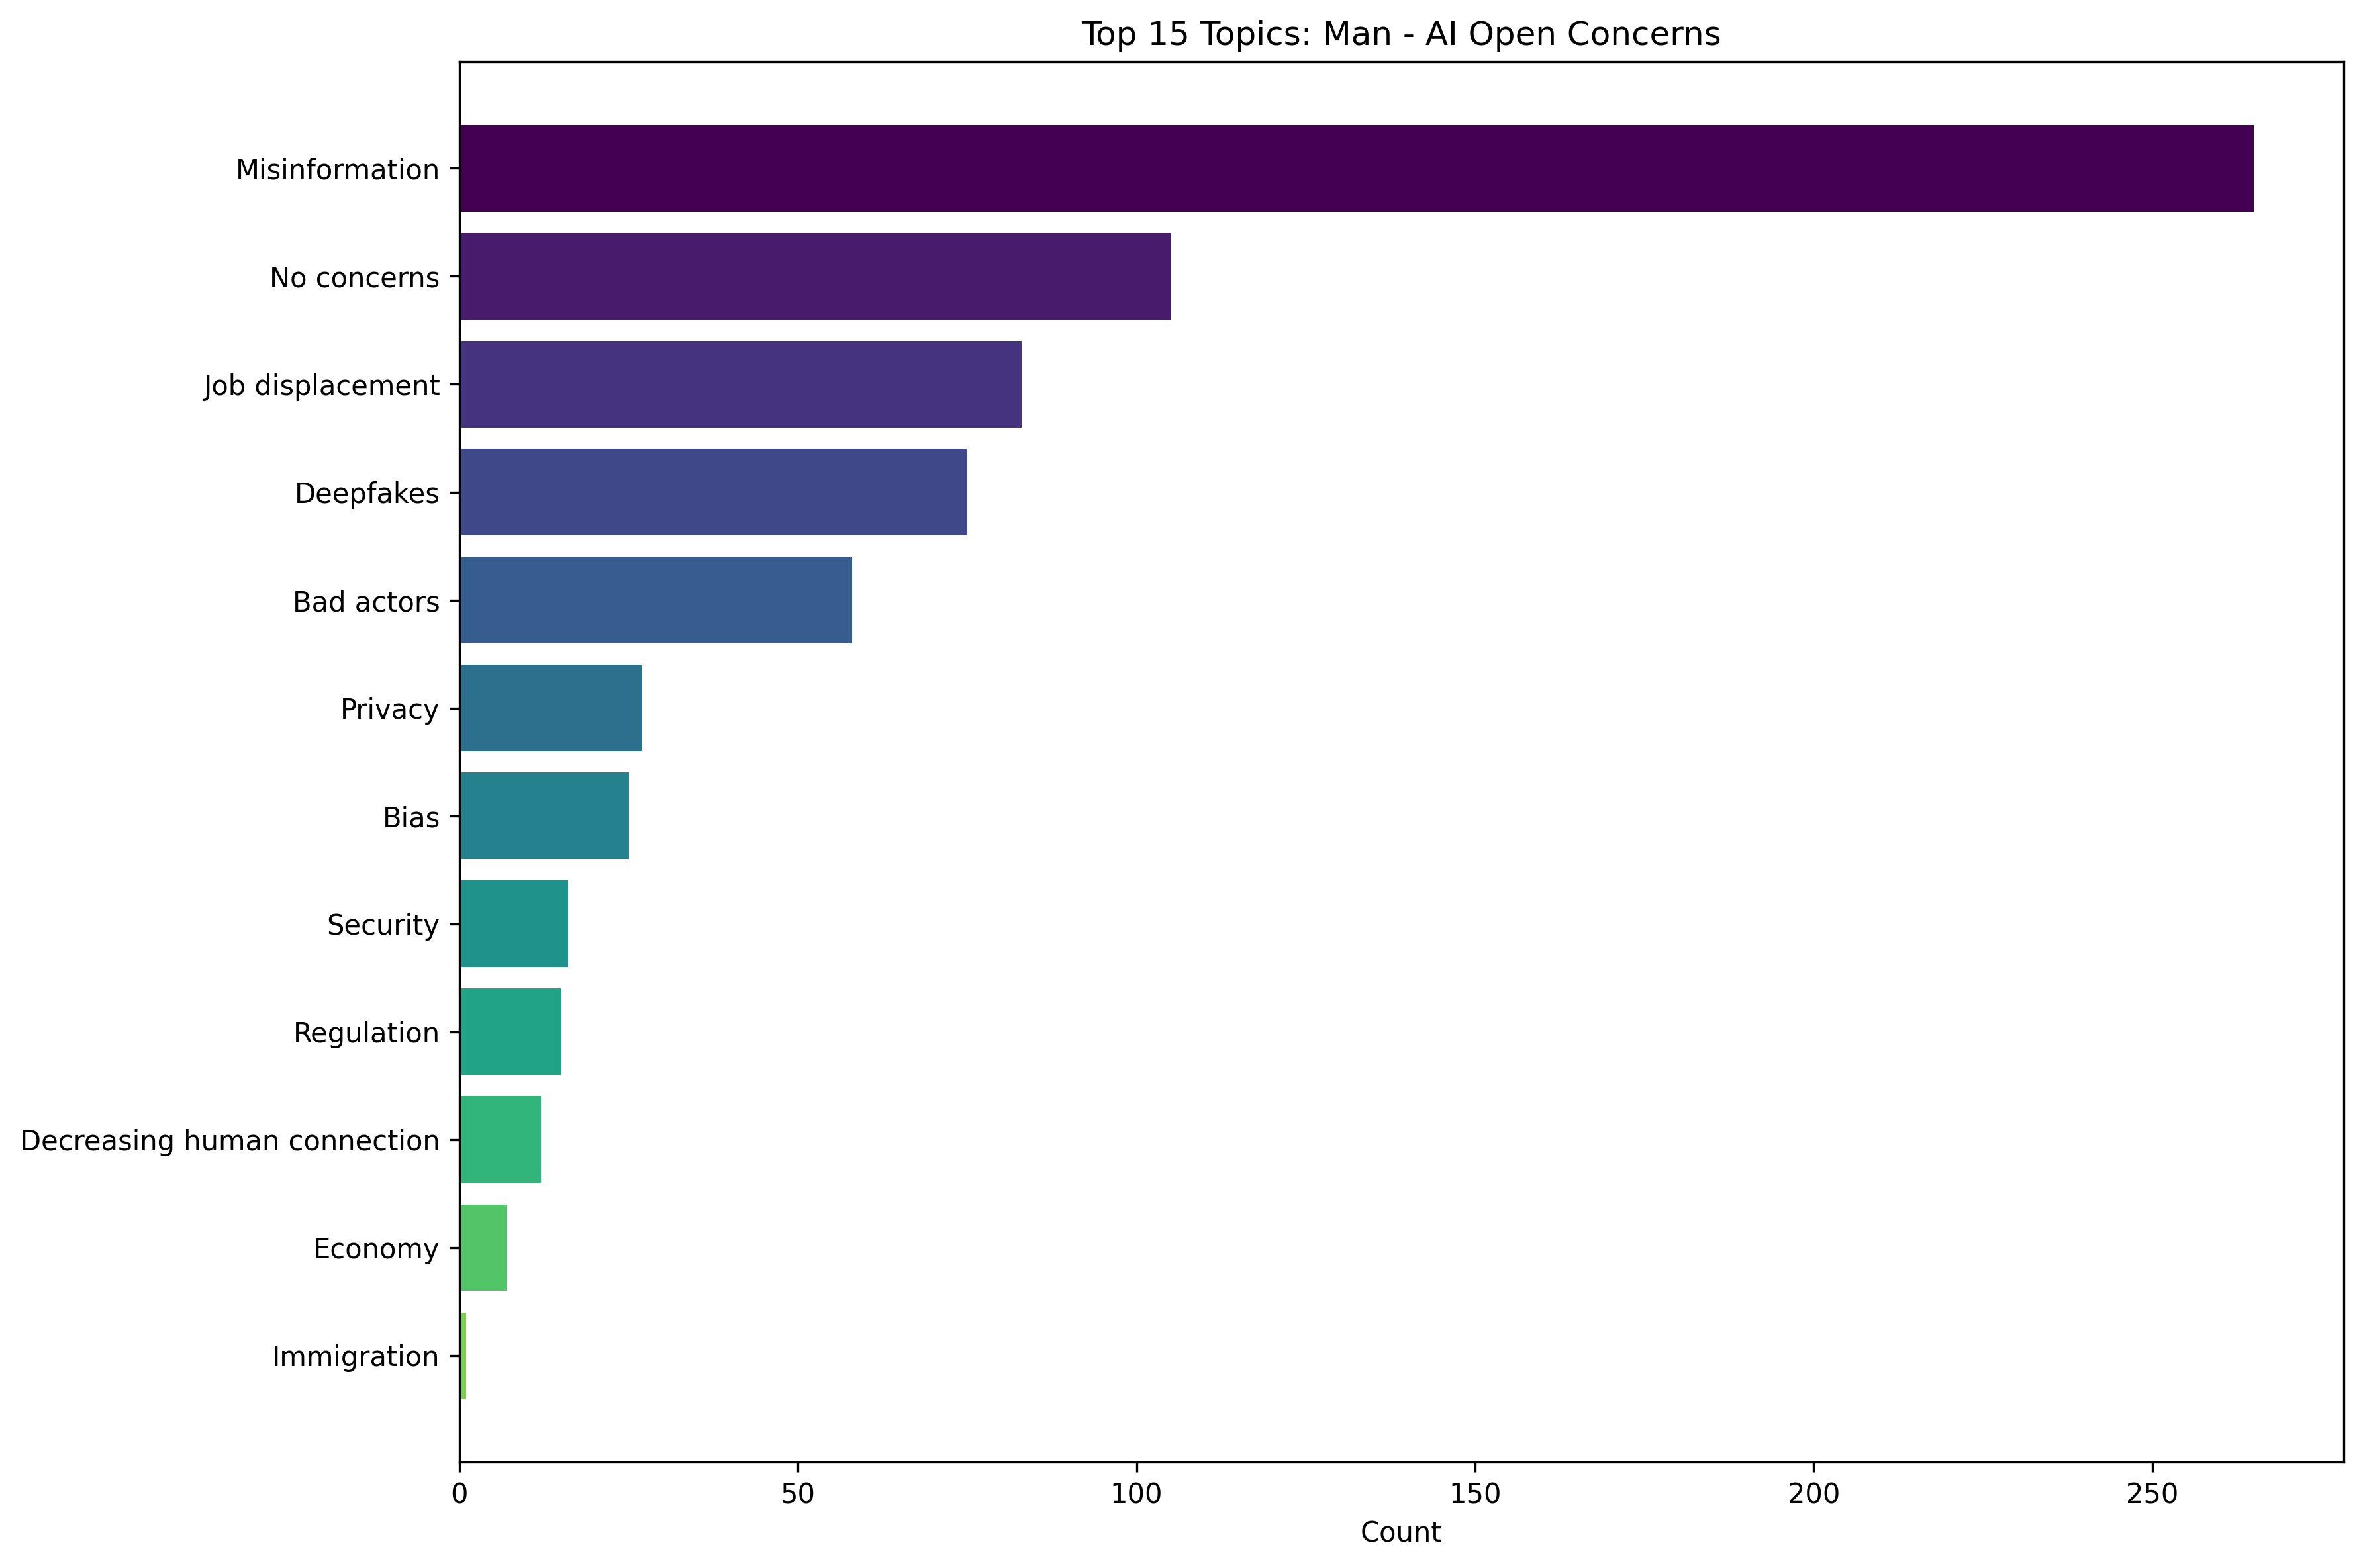 Top 15 Topics: Man - AI Open Concerns
Misinformation
No concerns
Job displacement
Deepfakes
Bad actors
Privacy
Bias
Security
Regulation
Decreasing human connection
Economy
Immigration
0 50 100 150 200 250
Count